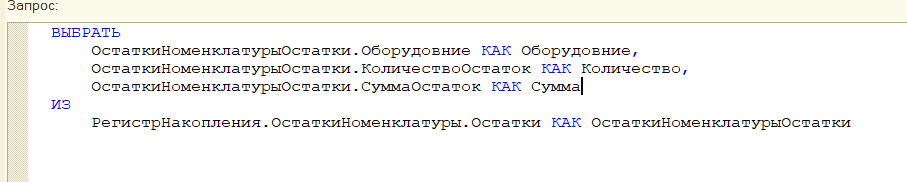 Запрос:
ВЫБРАТЬ
ОстаткиНоменклатурыОстатки.Оборудовние КАК Оборудовние,
ОстаткиНоменклатурыОстатки.КоличествоОстаток КАК Количество,
ОстаткиНоменклатурыОстатки.СуммаОстаток КАК Сумма
ИЗ
РегистрНакопления.ОстаткиНоменклатуры.Остатки КАК ОстаткиНоменклатурыОстатки